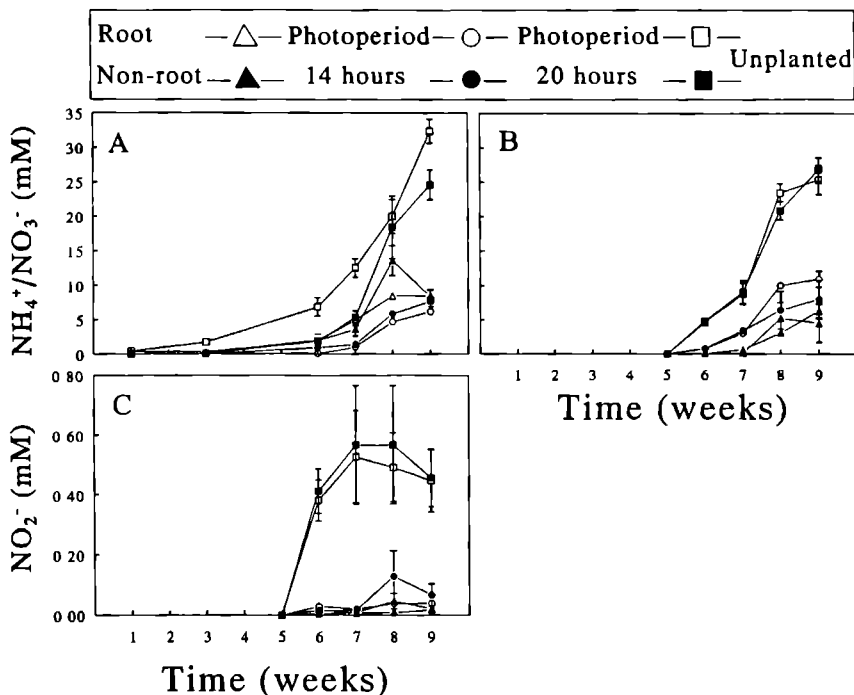 Root —△— Photoperiod —○— Photoperiod —□— Unplanted
Non-root —▲— 14 hours —●— 20 hours —■—
A
B
NH₄⁺/NO₃⁻ (mM)
35
30
25
20
15
10
5
0
1 2 3 4 5 6 7 8 9
Time (weeks)
C
NO₂⁻ (mM)
0 80
0 60
0 40
0 20
0 00
1 2 3 4 5 6 7 8 9
Time (weeks)